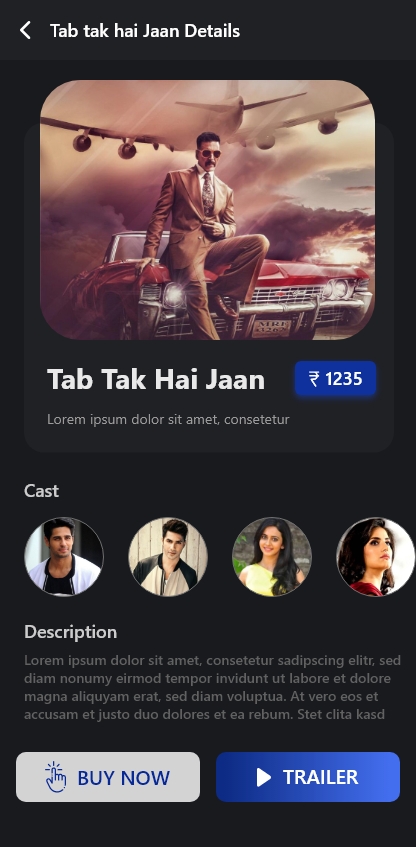 Tab tak hai Jaan Details
Tab Tak Hai Jaan
₹ 1235
Lorem ipsum dolor sit amet, consetetur
Cast
Description
Lorem ipsum dolor sit amet, consetetur sadipscing elitr, sed
diam nonumy eirmod tempor invidunt ut labore et dolore
magna aliquyam erat, sed diam voluptua. At vero eos et
accusam et justo duo dolores et ea rebum. Stet clita kasd
BUY NOW
TRAILER